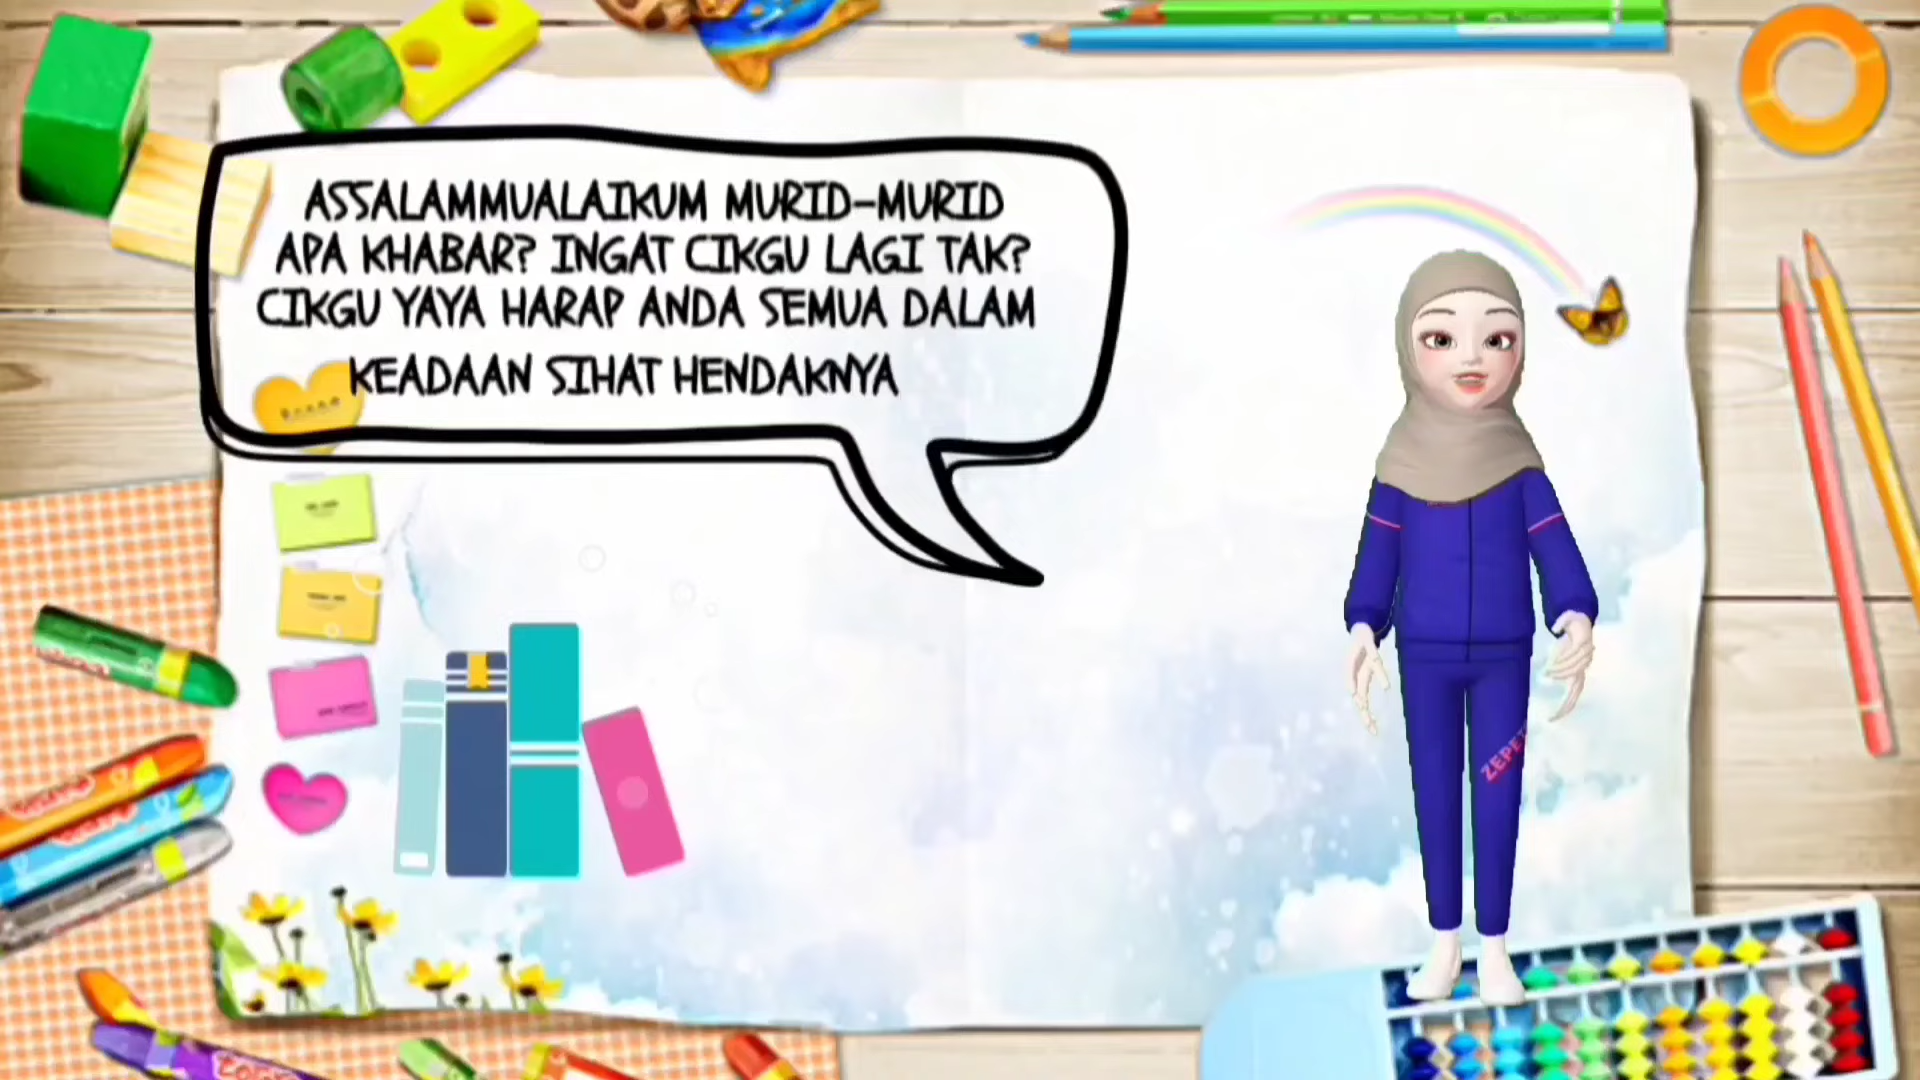 ASSALAMMUALAIKUM MURID-MURID
APA KHABAR? INGAT CIKGU LAGI TAK?
CIKGU YAYA HARAP ANDA SEMUA DALAM
KEADAAN SIHAT HENDAKNYA